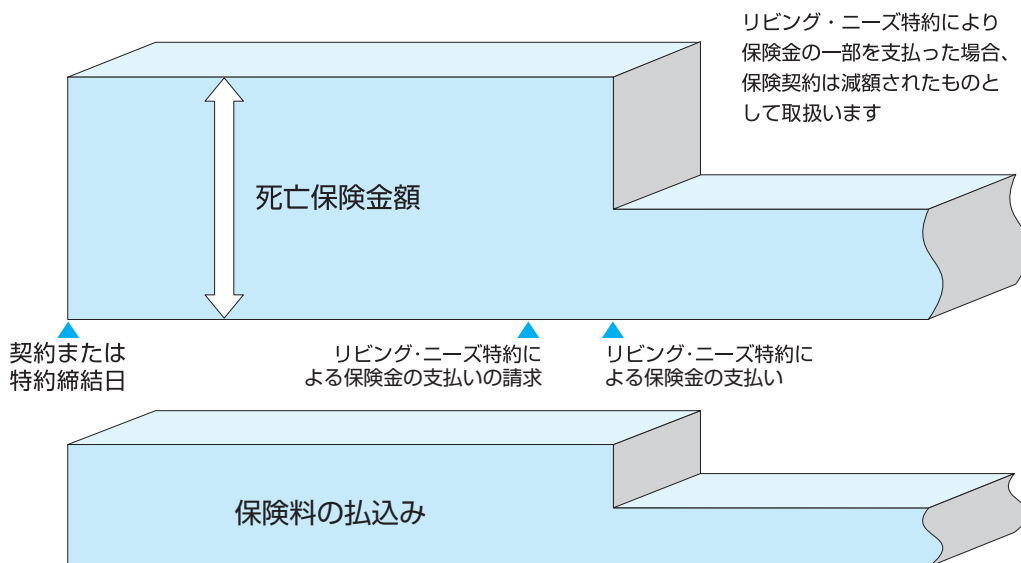 リビング・ニーズ特約により
保険金の一部を支払った場合、
保険契約は減額されたものと
して取扱います
死亡保険金額
契約または
特約締結日
リビング･ニーズ特約に
よる保険金の支払いの請求
リビング･ニーズ特約に
よる保険金の支払い
保険料の払込み